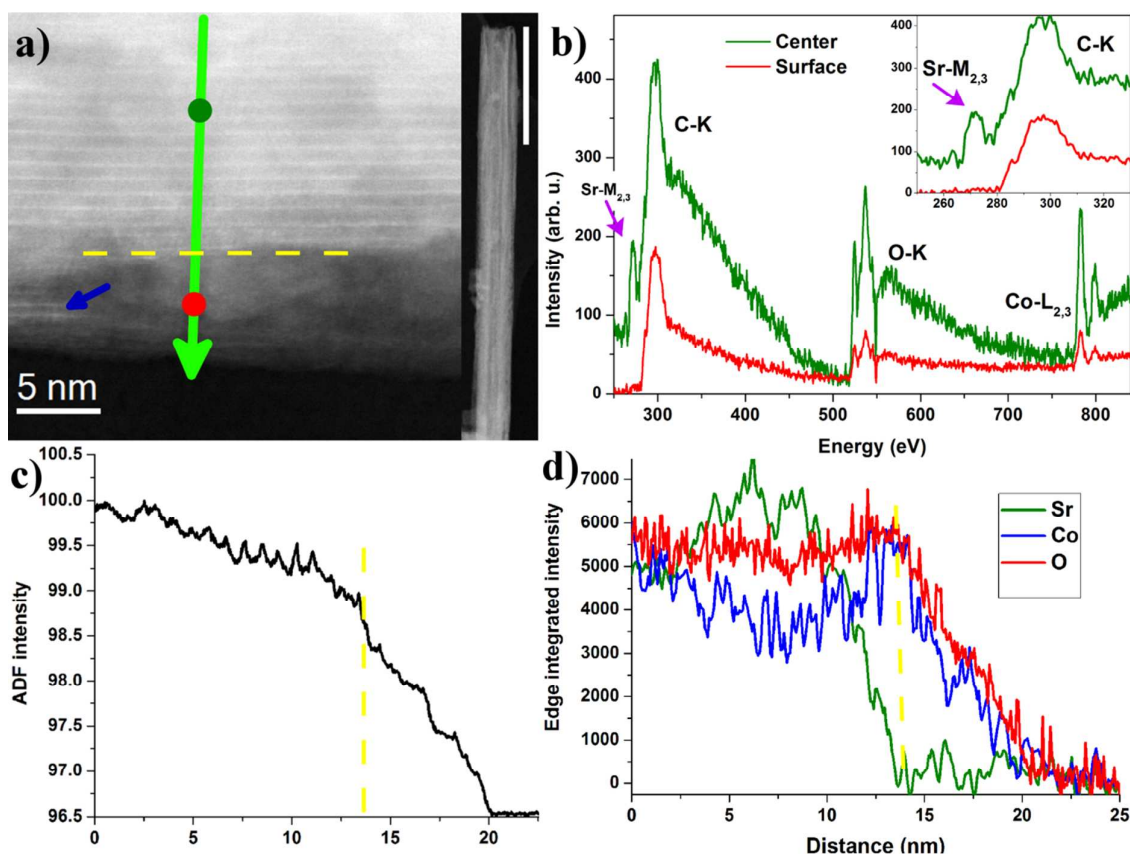 a)
5 nm
b)
Center
Surface
C-K
Sr-M2,3
O-K
Co-L2,3
Intensity (arb. u.)
400
300
200
100
0
300 400 500 600 700 800
Energy (eV)
C-K
Sr-M2,3
400
300
200
100
0
260 280 300 320
c)
ADF intensity
100.5
100.0
99.5
99.0
98.5
98.0
97.5
97.0
96.5
0 5 10 15 20
d)
Edge integrated intensity
7000
6000
5000
4000
3000
2000
1000
0
0 5 10 15 20 25
Distance (nm)
Sr
Co
O